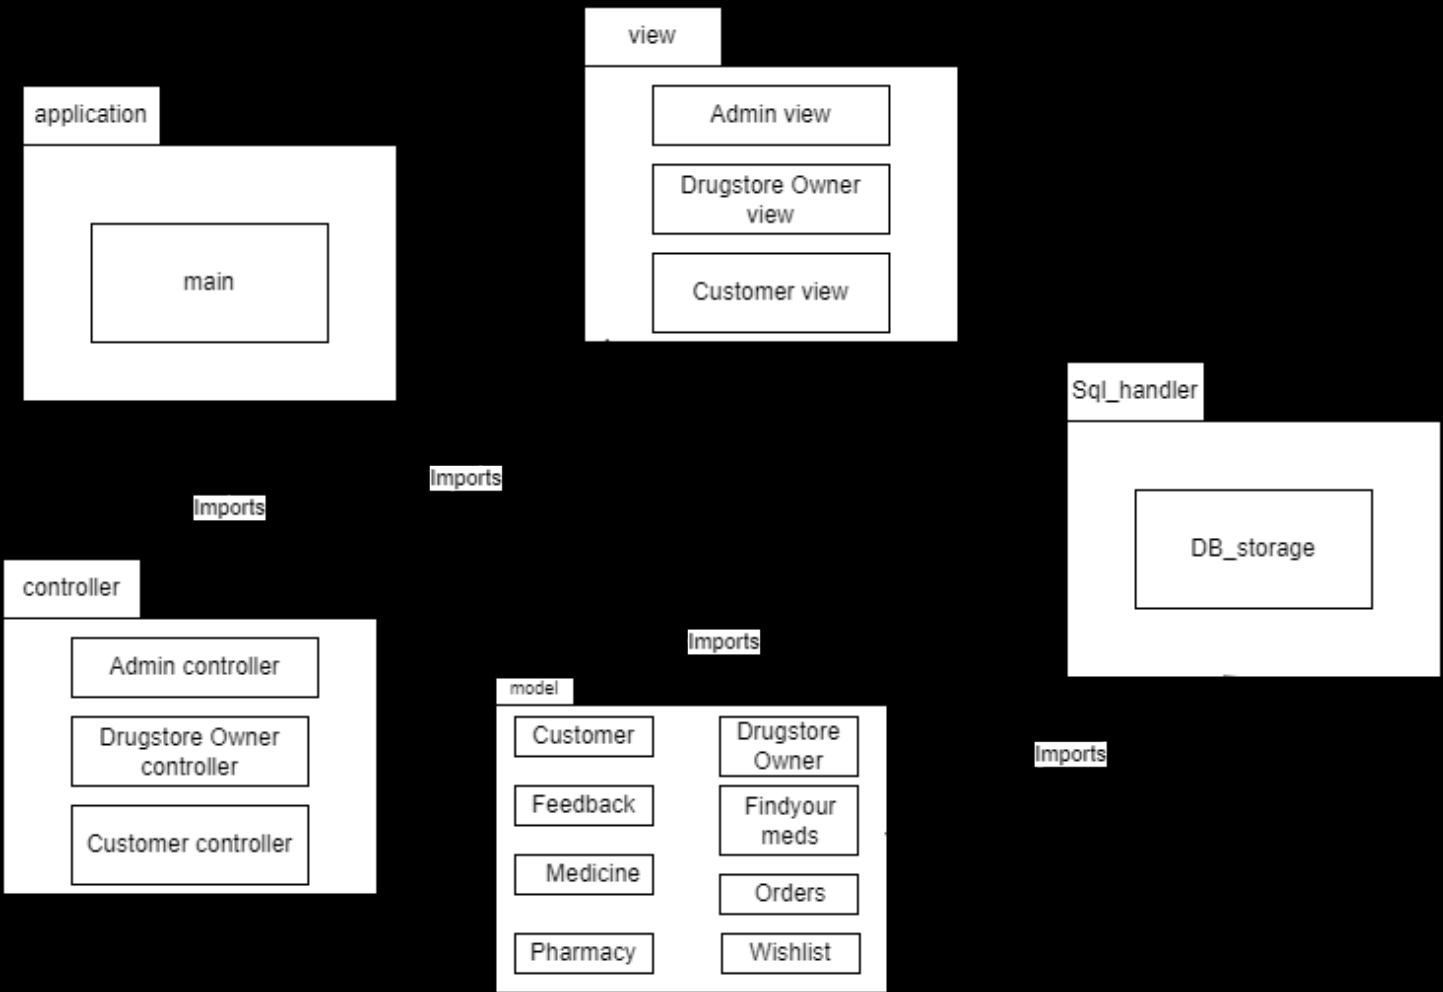 view
Admin view
Drugstore Owner
view
Customer view
application
main
Sql_handler
DB_storage
Imports
Imports
controller
Admin controller
Drugstore Owner
controller
Customer controller
Imports
model
Customer
Drugstore
Owner
Feedback
Findyour
meds
Medicine
Orders
Pharmacy
Wishlist
Imports